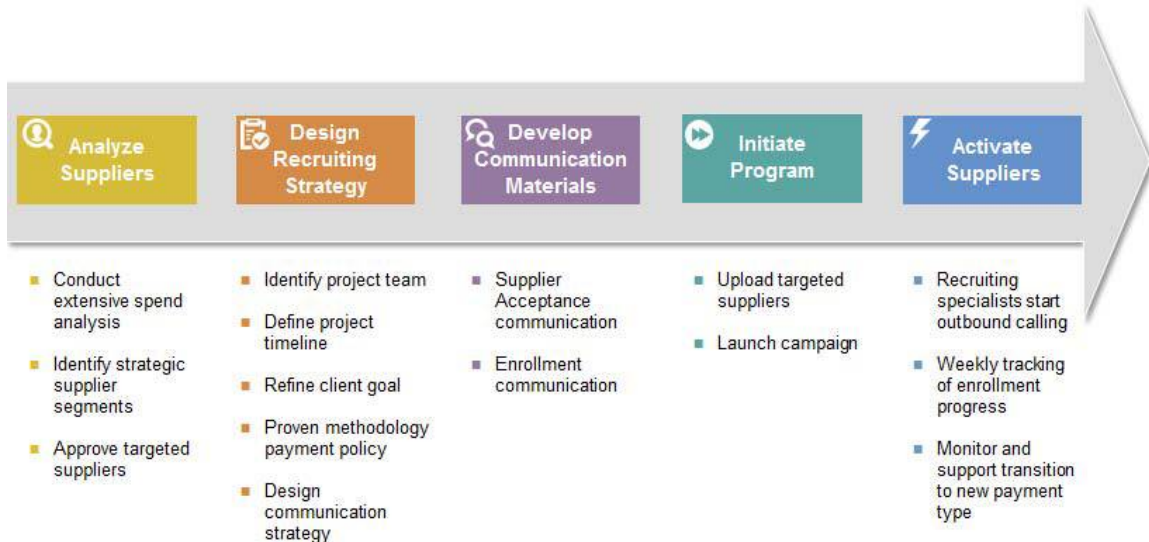 Analyze
Suppliers
Design
Recruiting
Strategy
Develop
Communication
Materials
Initiate
Program
Activate
Suppliers
Conduct
extensive spend
analysis
Identify strategic
supplier
segments
Approve targeted
suppliers
Identify project team
Define project
timeline
Refine client goal
Proven methodology
payment policy
Design
communication
strategy
Supplier
Acceptance
communication
Enrollment
communication
Upload targeted
suppliers
Launch campaign
Recruiting
specialists start
outbound calling
Weekly tracking
of enrollment
progress
Monitor and
support transition
to new payment
type